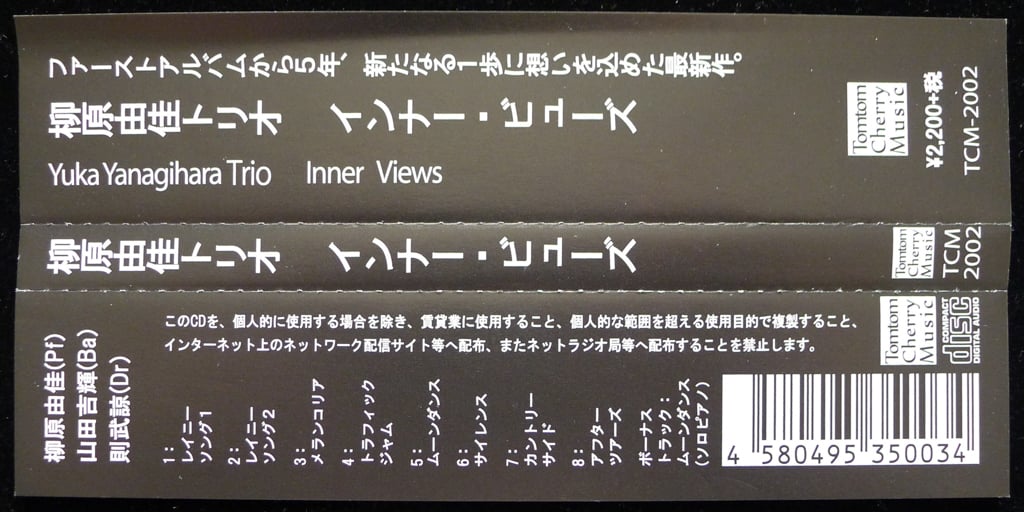 ファーストアルバムから5年、新たなる1歩に想いを込めた最新作。
柳原由佳トリオ インナー・ビューズ
Yuka Yanagihara Trio Inner Views
Tomtom
Cherry
Music
¥2,200+税
TCM-2002
柳原由佳トリオ インナー・ビューズ
Tomtom
Cherry
Music
TCM
2002
柳原由佳(Pf)
山田吉輝(Ba)
則武諒(Dr)
このCDを、個人的に使用する場合を除き、賃貸業に使用すること、個人的な範囲を超える使用目的で複製すること、
インターネット上のネットワーク配信サイト等へ配布、またネットラジオ局等へ配布することを禁止します。
1:
レイニー
ソング1
2:
レイニー
ソング2
3:
メランコリア
4:
トラフィック
ジャム
5:
ムーンダンス
6:
サイレンス
7:
カントリー
サイド
8:
アフター
ツアーズ
ボーナス
トラック:
ムーンダンス
(ソロピアノ)
Tomtom
Cherry
Music
COMPACT
disc
DIGITAL AUDIO
4 580495 350034